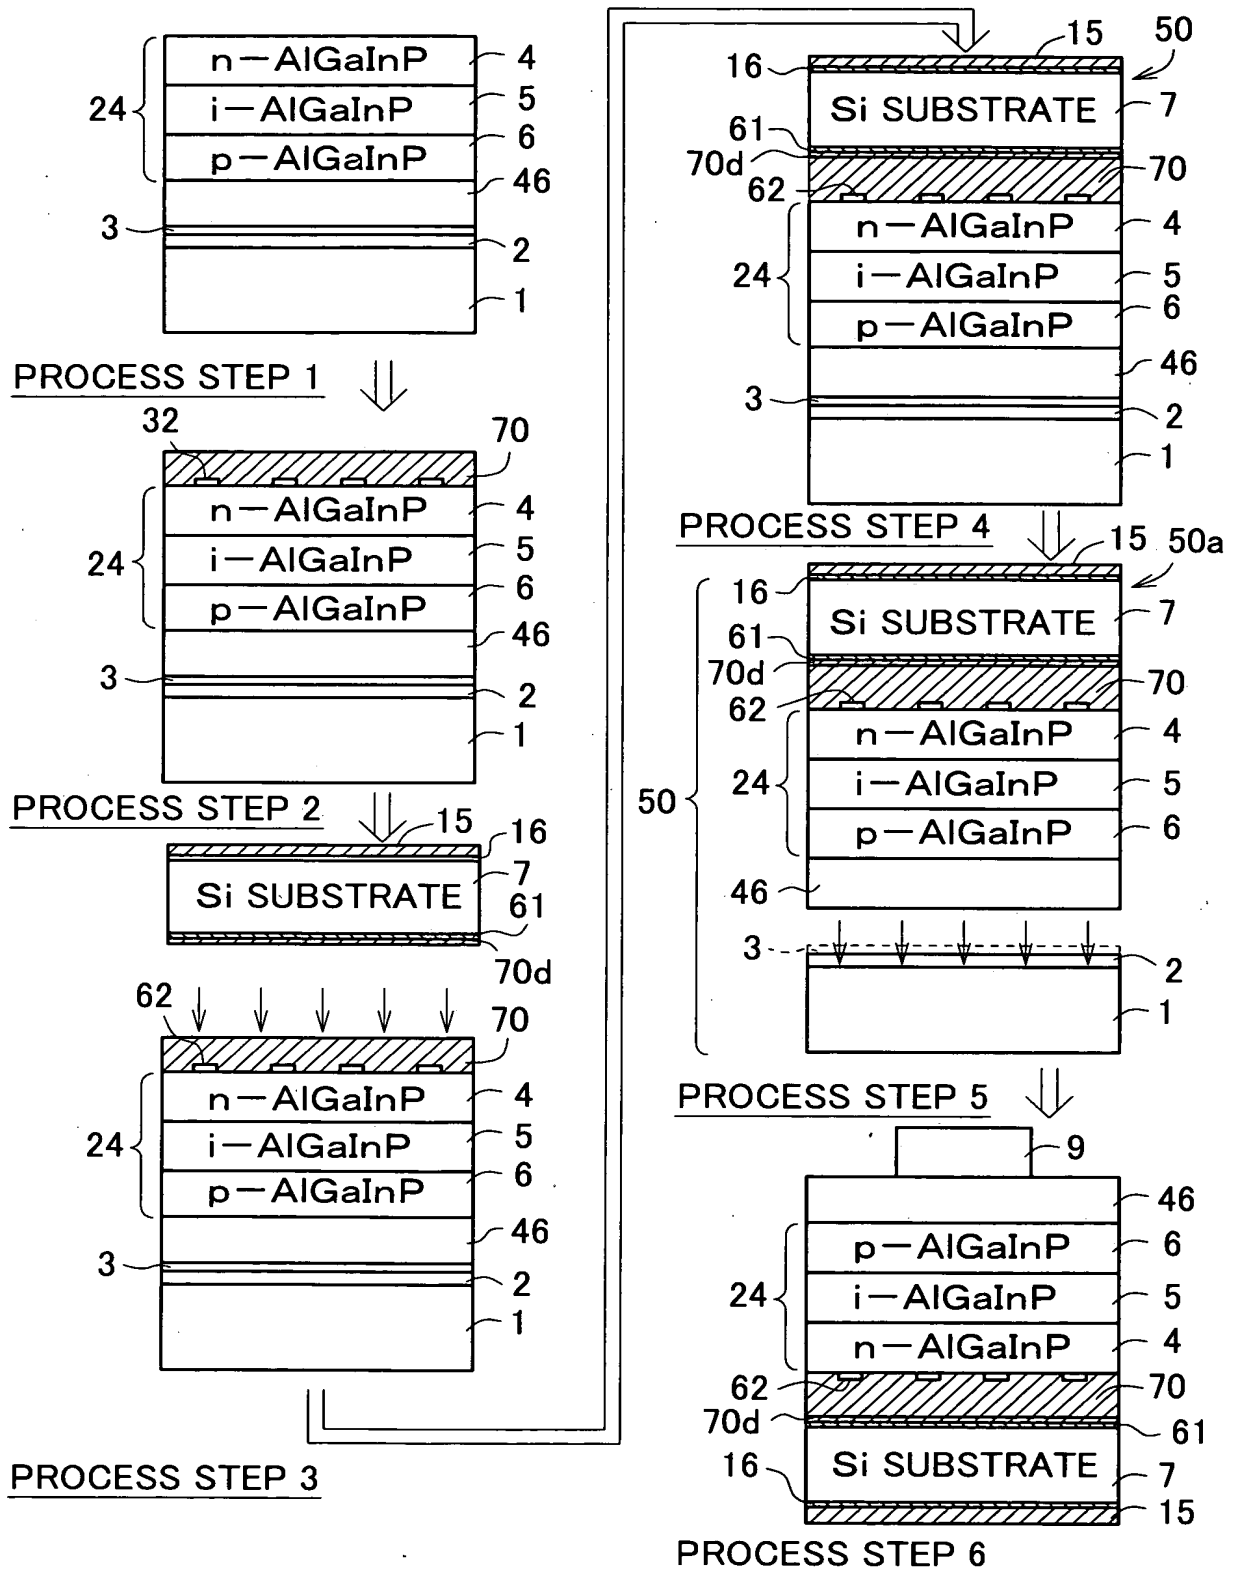 n-AlGaInP 4
24 i-AlGaInP 5
p-AlGaInP 6
46
3
2
1
PROCESS STEP 1
32 70
n-AlGaInP 4
24 i-AlGaInP 5
p-AlGaInP 6
46
3
2
1
PROCESS STEP 2
15 16
7
Si SUBSTRATE 61
70d
62 70
n-AlGaInP 4
24 i-AlGaInP 5
p-AlGaInP 6
46
3
2
1
PROCESS STEP 3
15 50
16
Si SUBSTRATE 7
61
70d
70
62
n-AlGaInP 4
24 i-AlGaInP 5
p-AlGaInP 6
46
3
2
1
PROCESS STEP 4
15 50a
16
Si SUBSTRATE 7
61
70d
70
62
n-AlGaInP 4
50 24 i-AlGaInP 5
p-AlGaInP 6
46
3
2
1
PROCESS STEP 5
9
46
p-AlGaInP 6
24 i-AlGaInP 5
n-AlGaInP 4
62 70
70d
61
16 Si SUBSTRATE 7
15
PROCESS STEP 6